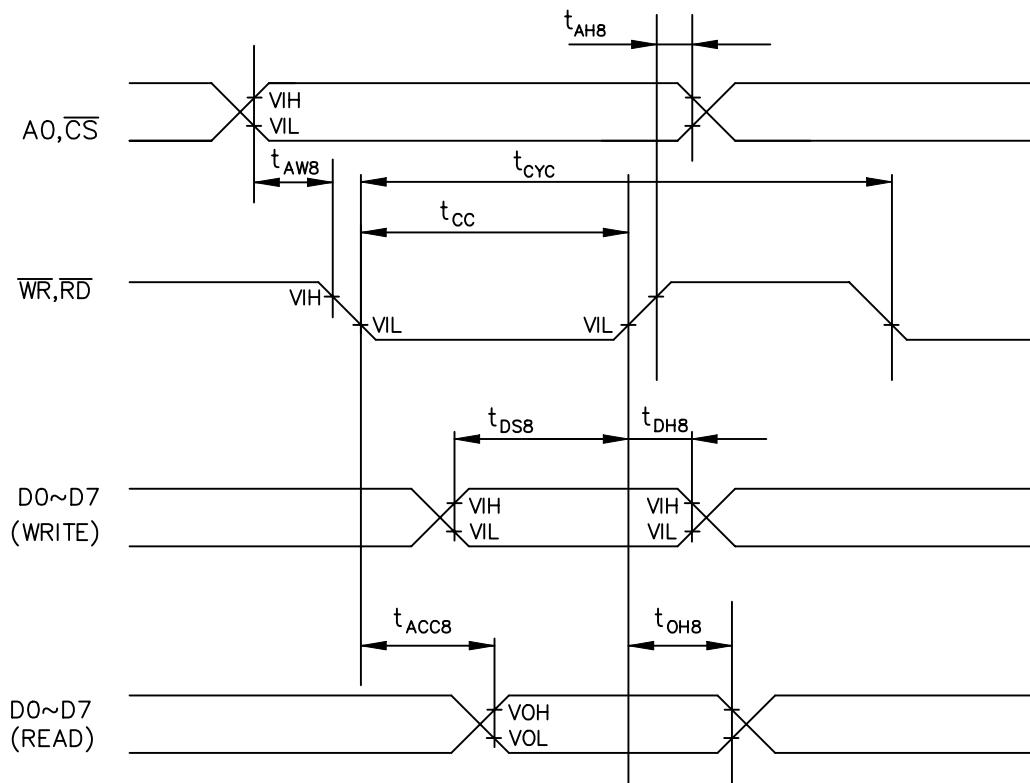 tAH8
VIH
A0,CS
VIL
tAW8
tCYC
tCC
WR,RD
VIH
VIL
VIL
tDS8
tDH8
D0~D7
(WRITE)
VIH
VIH
VIL
VIL
tACC8
tOH8
D0~D7
(READ)
VOH
VOL